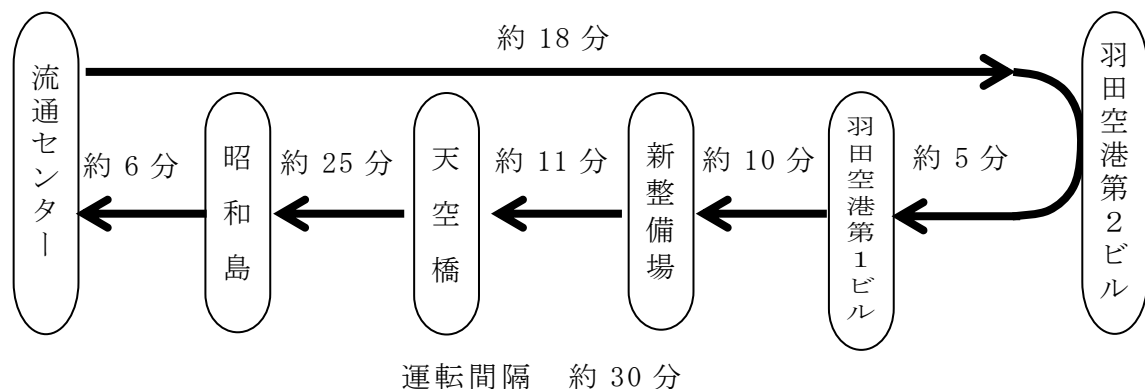 約 18 分
流通センター
約 6 分
昭和島
約 25 分
天空橋
約 11 分
新整備場
約 10 分
羽田空港第1ビル
約 5 分
羽田空港第2ビル
運転間隔　約 30 分